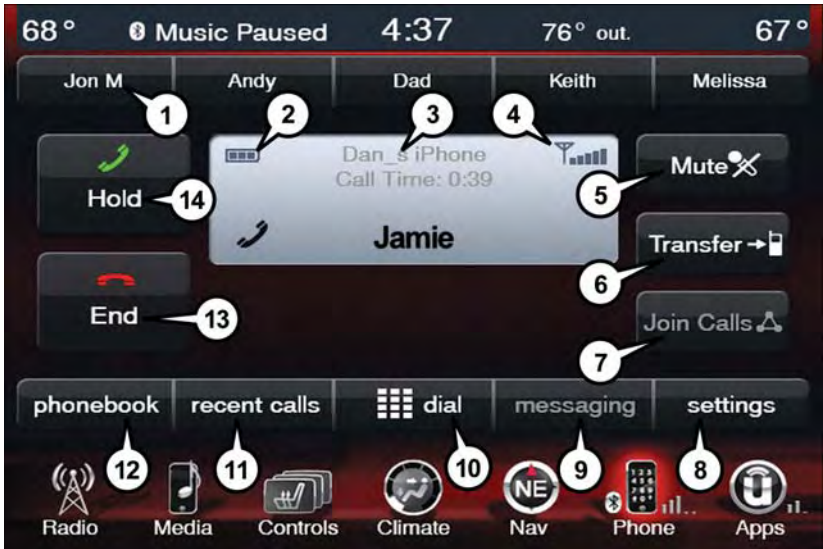 68° Music Paused 4:37 76° out. 67°
Jon M Andy Dad Keith Melissa
1 2 3 4
Dan_s iPhone
Call Time: 0:39
Hold 14
Jamie
Mute
5
Transfer
6
End 13
Join Calls
7
phonebook recent calls dial messaging settings
12 11 10 9 8
NE
Radio Media Controls Climate Nav Phone Apps